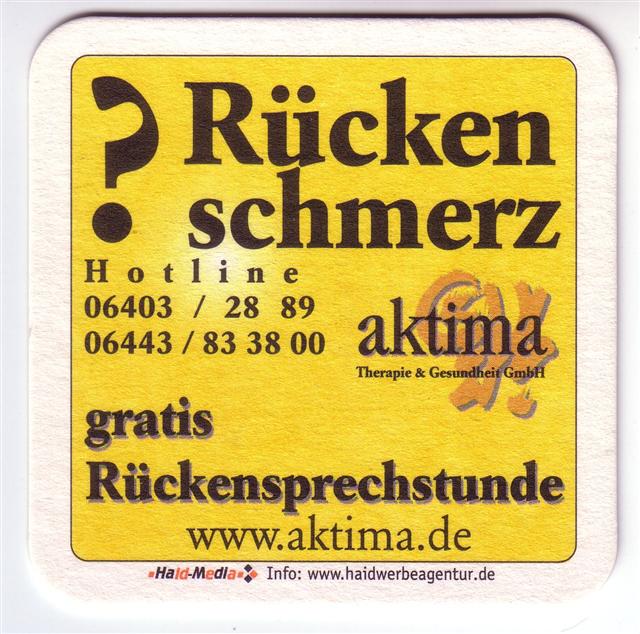 ? Rücken
schmerz
Hotline
06403 / 28 89
06443 / 83 38 00
aktima
Therapie & Gesundheit GmbH
gratis
Rückensprechstunde
www.aktima.de
Haid-Media Info: www.haidwerbeagentur.de